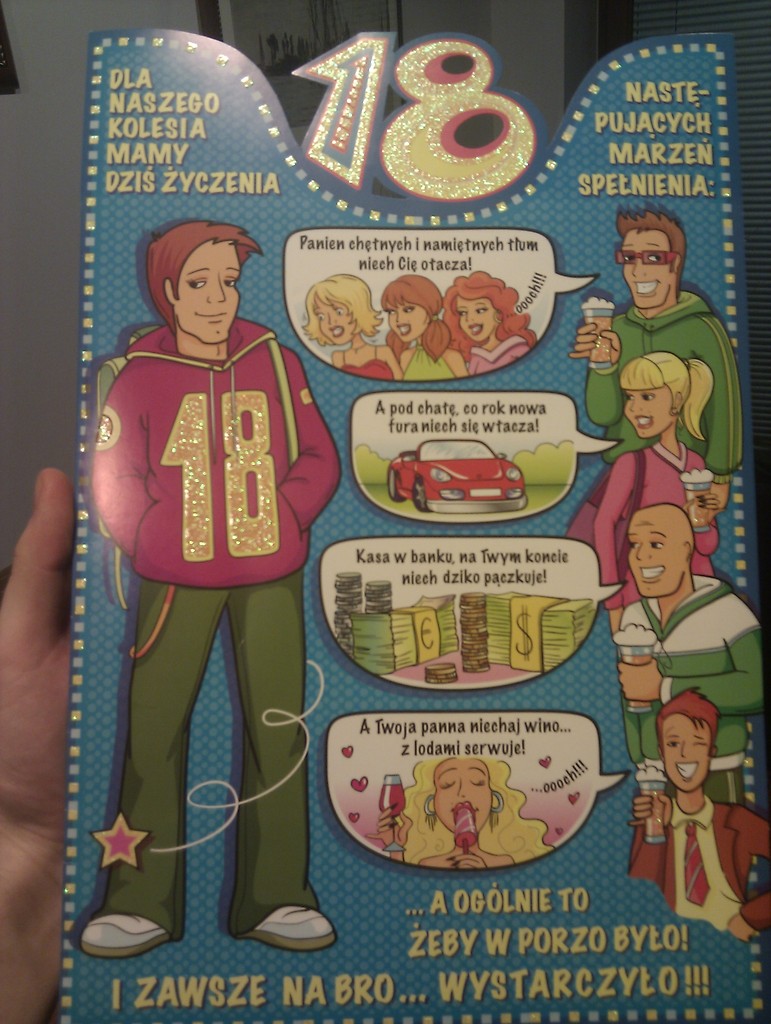 18
DLA
NASZEGO
KOLESIA
MAMY
DZIŚ ŻYCZENIA
NASTĘ-
PUJĄCYCH
MARZEŃ
SPEŁNIENIA:
Panien chętnych i namiętnych tłum
niech Cię otacza!
...oooch!!!
A pod chatę, co rok nowa
fura niech się wtacza!
18
Kasa w banku, na Twym koncie
niech dziko pączkuje!
€
$
A Twoja panna niechaj wino...
z lodami serwuje!
...oooch!!!
... A OGÓLNIE TO
ŻEBY W PORZO BYŁO!
I ZAWSZE NA BRO... WYSTARCZYŁO!!!